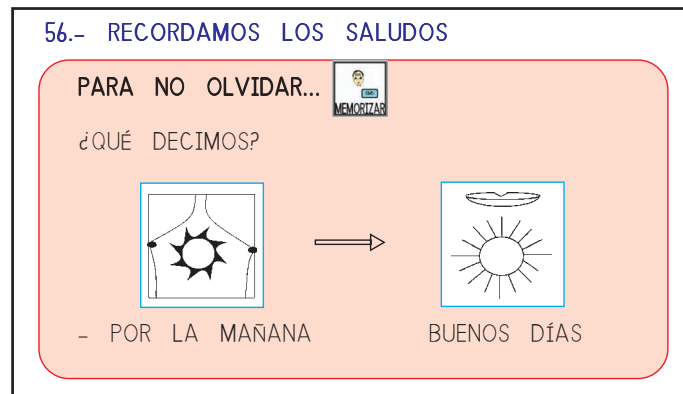 56.- RECORDAMOS LOS SALUDOS
PARA NO OLVIDAR...
MEMORIZAR
¿QUÉ DECIMOS?
- POR LA MAÑANA
BUENOS DÍAS